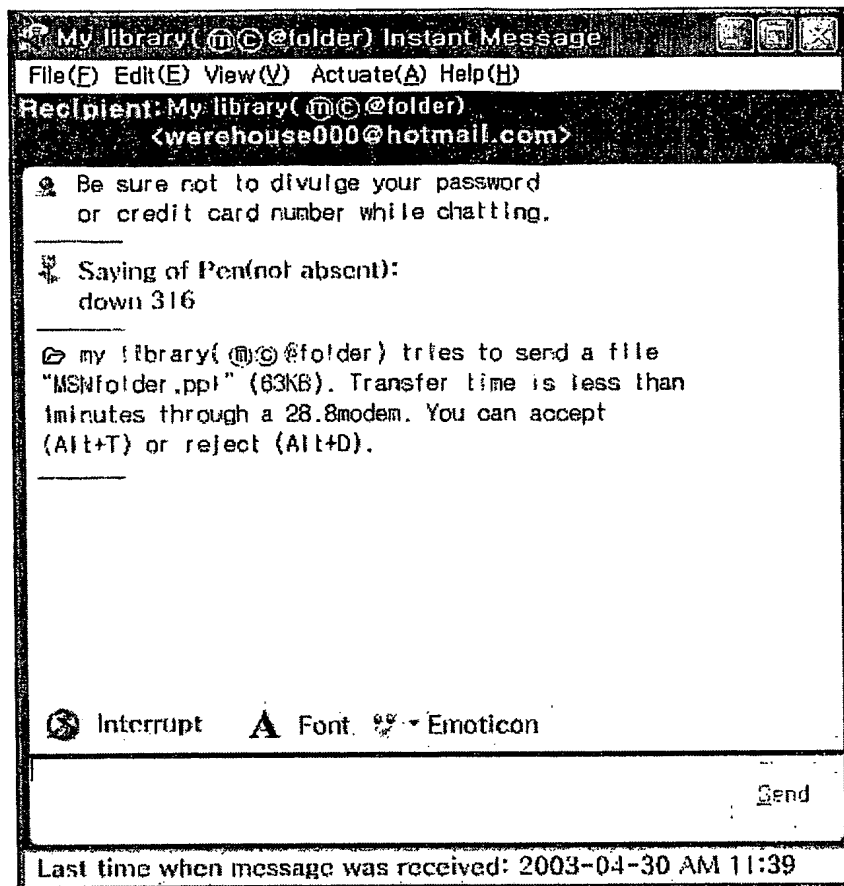 My library(ⓜⓒ@folder) Instant Message
File(F) Edit(E) View(V) Actuate(A) Help(H)
Recipient: My library(ⓜⓒ@folder)
<werehouse000@hotmail.com>
Be sure not to divulge your password
or credit card number while chatting.
Saying of Pen(not absent):
down 316
my library(ⓜⓒ@folder) tries to send a file
"MSNfolder.ppt" (63KB). Transfer time is less than
1minutes through a 28.8modem. You can accept
(Alt+T) or reject (Alt+D).
Interrupt A Font Emoticon
Send
Last time when message was received: 2003-04-30 AM 11:39